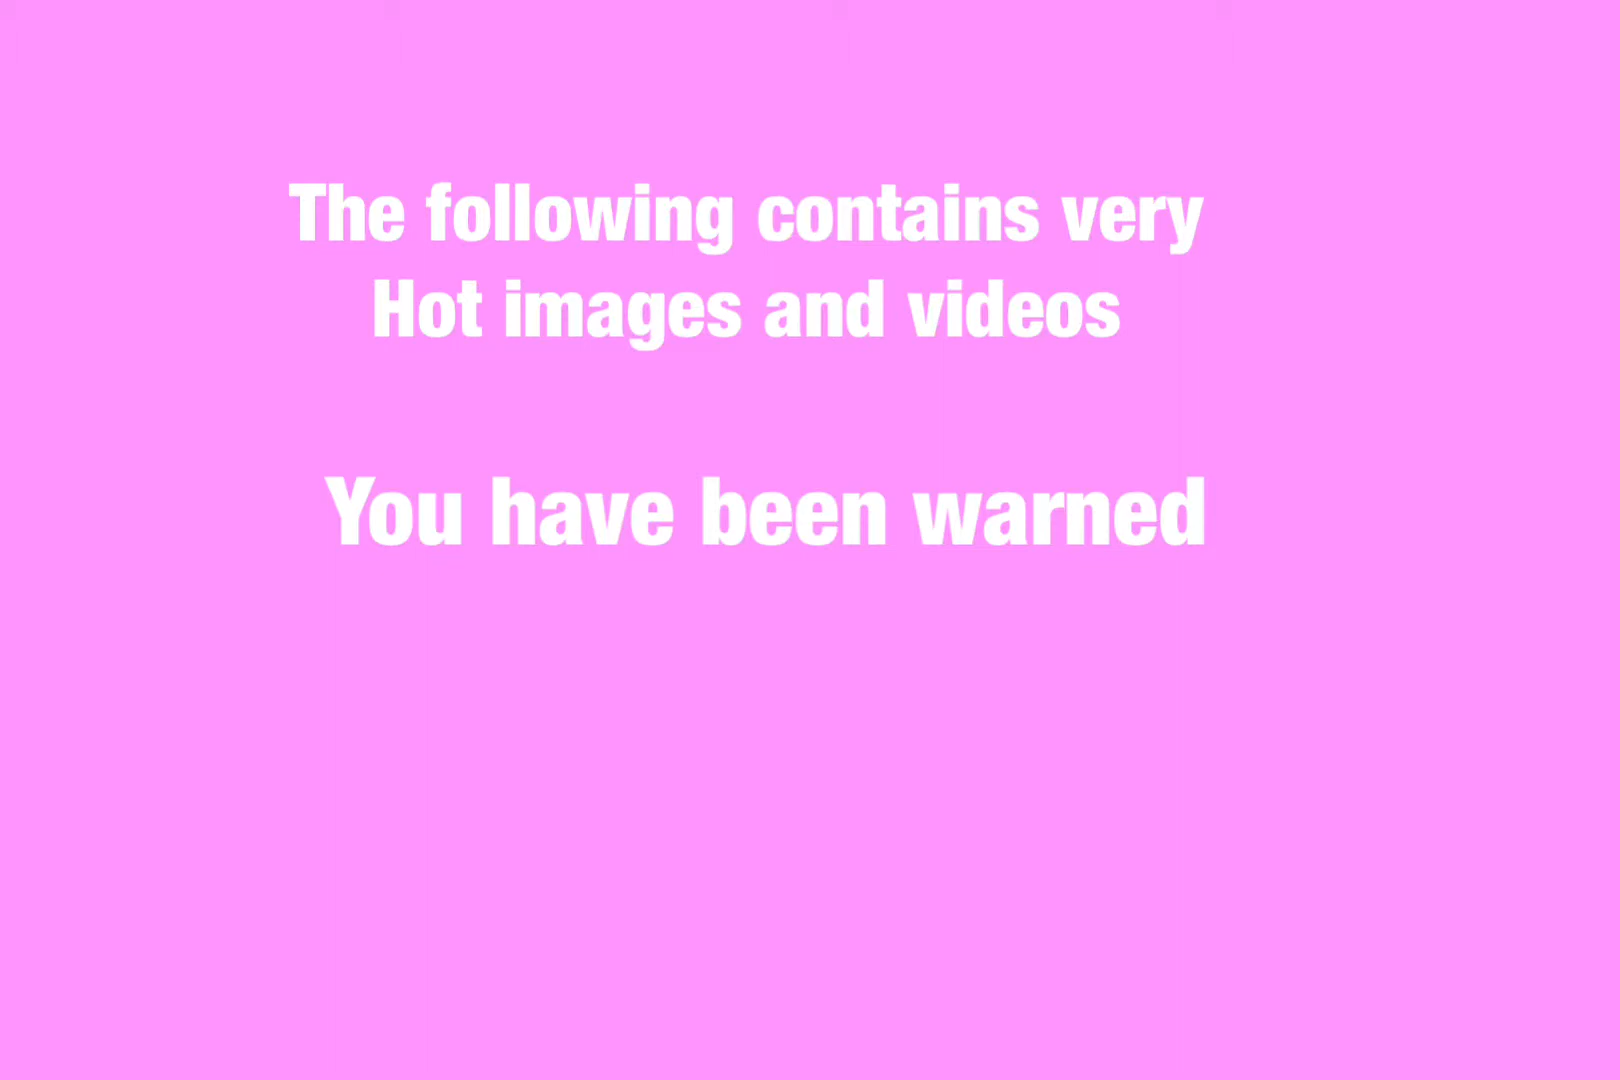 The following contains very
Hot images and videos
You have been warned